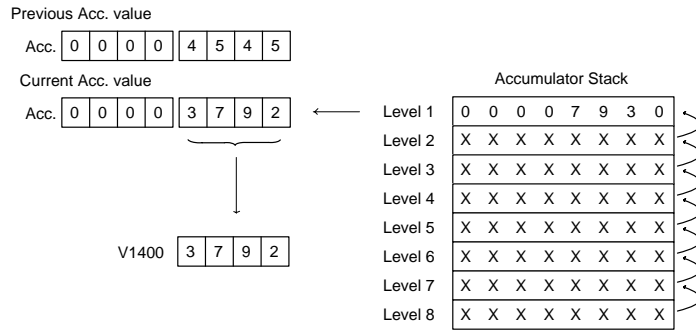 Previous Acc. value
Acc. 0 0 0 0 4 5 4 5
Current Acc. value
Acc. 0 0 0 0 3 7 9 2
V1400 3 7 9 2
Accumulator Stack
Level 1 0 0 0 0 7 9 3 0
Level 2 X X X X X X X X
Level 3 X X X X X X X X
Level 4 X X X X X X X X
Level 5 X X X X X X X X
Level 6 X X X X X X X X
Level 7 X X X X X X X X
Level 8 X X X X X X X X